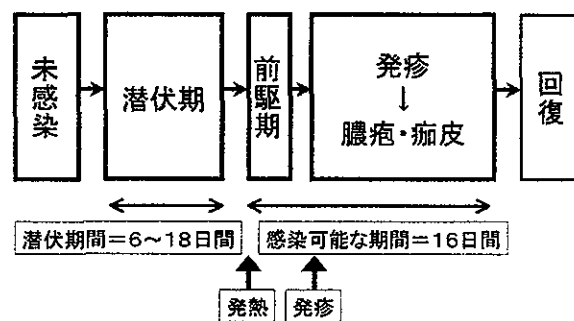 未感染
潜伏期
前駆期
発疹
↓
膿疱・痂皮
回復
潜伏期間＝6〜18日間
感染可能な期間＝16日間
発熱
発疹